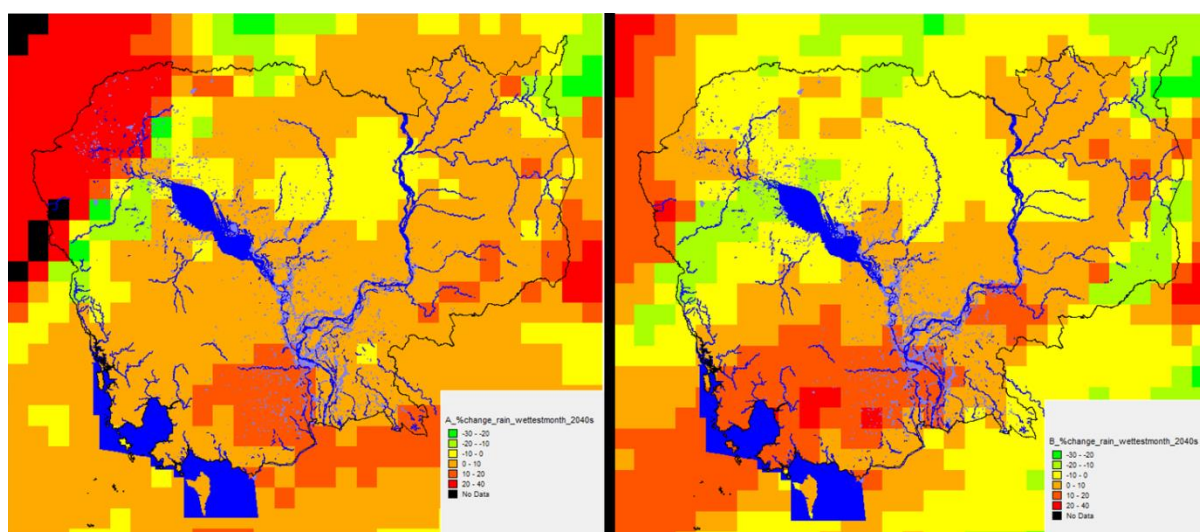 A_%change_rain_wettestmonth_2040s
-30 - -20
-20 - -10
-10 - 0
0 - 10
10 - 20
20 - 40
No Data
B_%change_rain_wettestmonth_2040s
-30 - -20
-20 - -10
-10 - 0
0 - 10
10 - 20
20 - 40
No Data